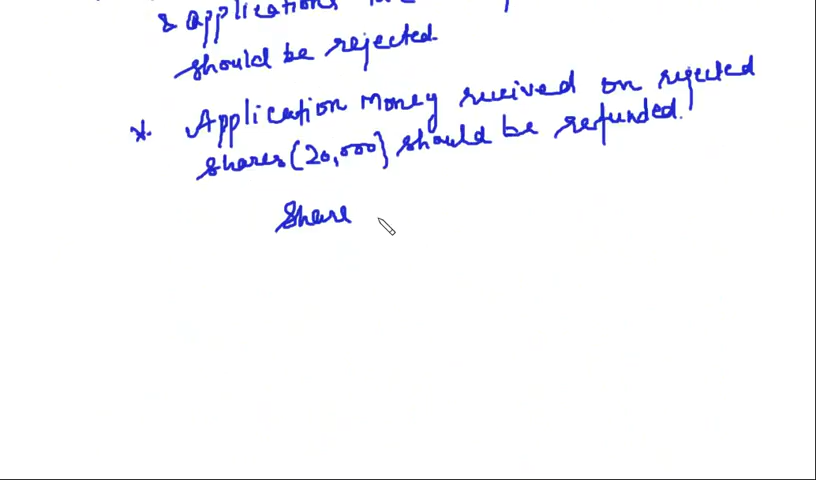 & applications
should be rejected
* Application Money received on rejected
shares (20,000) should be refunded.
Share